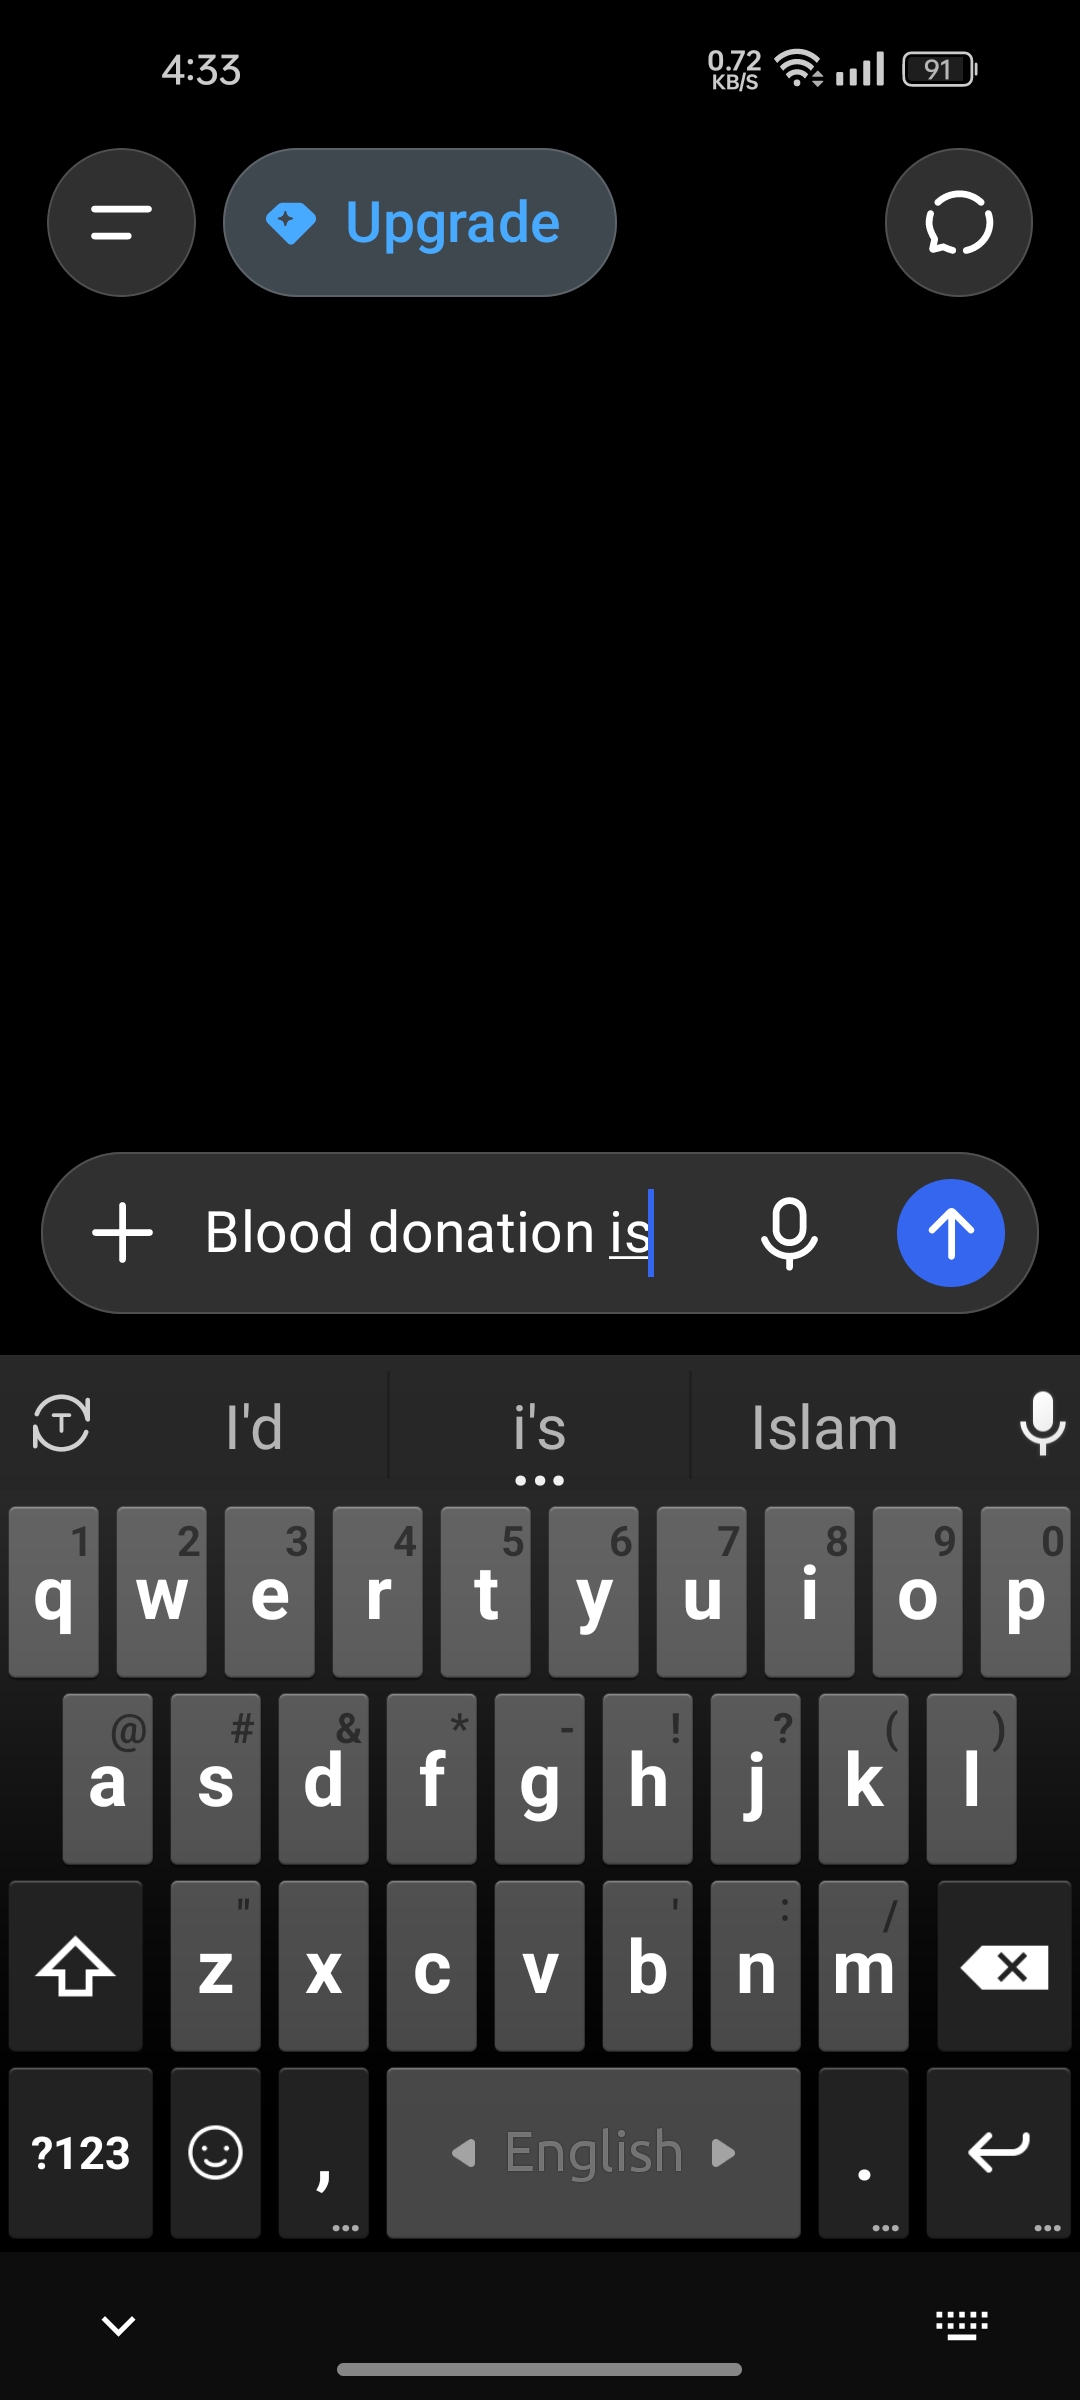 4:33
0.72
KB/S
91
Upgrade
Blood donation is
I'd i's Islam
1 2 3 4 5 6 7 8 9 0
q w e r t y u i o p
@ # & * - ! ? ( )
a s d f g h j k l
" ' : /
z x c v b n m
?123 , English .